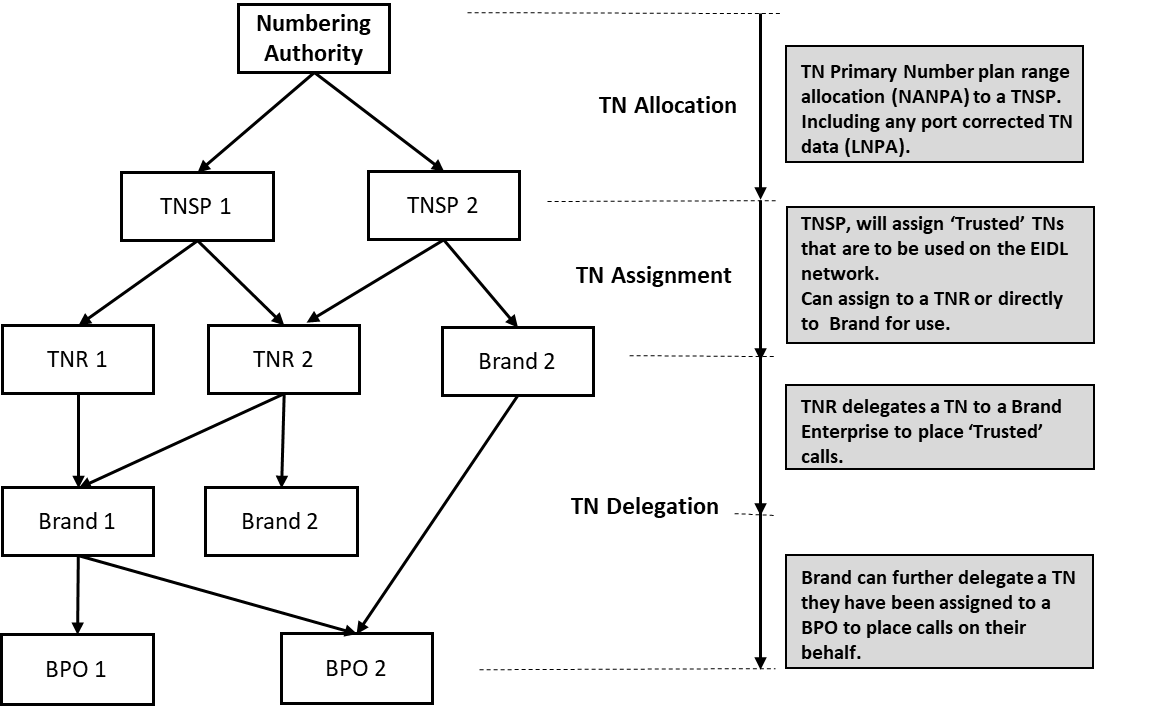 Numbering
Authority
TN Allocation
TN Primary Number plan range
allocation (NANPA) to a TNSP.
Including any port corrected TN
data (LNPA).
TNSP 1
TNSP 2
TN Assignment
TNSP, will assign ‘Trusted’ TNs
that are to be used on the EIDL
network.
Can assign to a TNR or directly
to Brand for use.
TNR 1
TNR 2
Brand 2
TNR delegates a TN to a Brand
Enterprise to place ‘Trusted’
calls.
Brand 1
Brand 2
TN Delegation
Brand can further delegate a TN
they have been assigned to a
BPO to place calls on their
behalf.
BPO 1
BPO 2